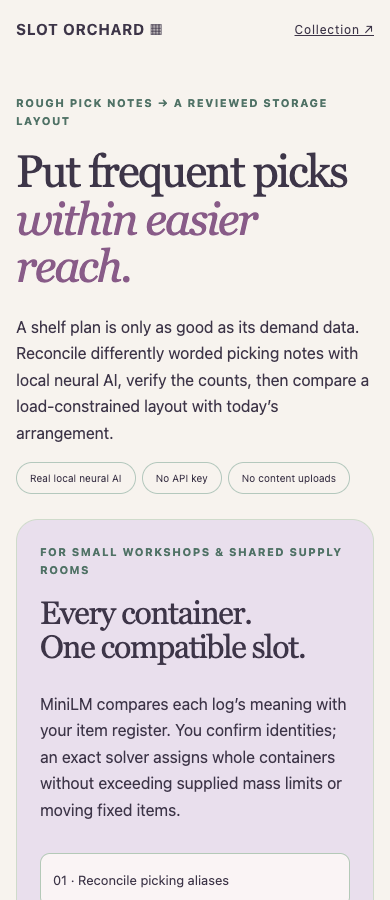 SLOT ORCHARD ▦
Collection ↗
ROUGH PICK NOTES → A REVIEWED STORAGE
LAYOUT
Put frequent picks
within easier
reach.
A shelf plan is only as good as its demand data.
Reconcile differently worded picking notes with
local neural AI, verify the counts, then compare a
load-constrained layout with today’s
arrangement.
Real local neural AI
No API key
No content uploads
FOR SMALL WORKSHOPS & SHARED SUPPLY
ROOMS
Every container.
One compatible slot.
MiniLM compares each log’s meaning with
your item register. You confirm identities;
an exact solver assigns whole containers
without exceeding supplied mass limits or
moving fixed items.
01 · Reconcile picking aliases